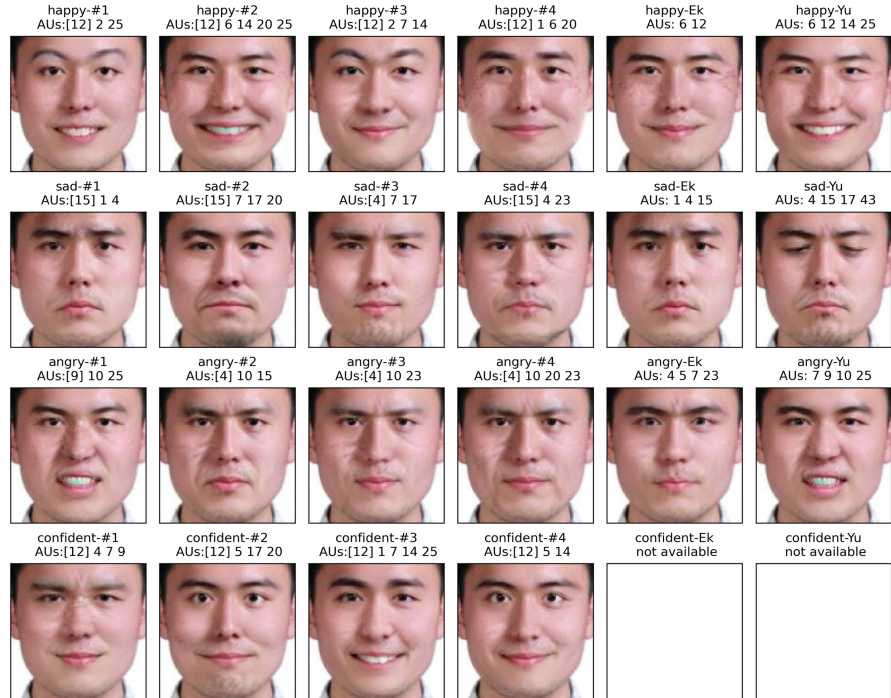 happy-#1
AUs:[12] 2 25
happy-#2
AUs:[12] 6 14 20 25
happy-#3
AUs:[12] 2 7 14
happy-#4
AUs:[12] 1 6 20
happy-Ek
AUs: 6 12
happy-Yu
AUs: 6 12 14 25
sad-#1
AUs:[15] 1 4
sad-#2
AUs:[15] 7 17 20
sad-#3
AUs:[4] 7 17
sad-#4
AUs:[15] 4 23
sad-Ek
AUs: 1 4 15
sad-Yu
AUs: 4 15 17 43
angry-#1
AUs:[9] 10 25
angry-#2
AUs:[4] 10 15
angry-#3
AUs:[4] 10 23
angry-#4
AUs:[4] 10 20 23
angry-Ek
AUs: 4 5 7 23
angry-Yu
AUs: 7 9 10 25
confident-#1
AUs:[12] 4 7 9
confident-#2
AUs:[12] 5 17 20
confident-#3
AUs:[12] 1 7 14 25
confident-#4
AUs:[12] 5 14
confident-Ek
not available
confident-Yu
not available